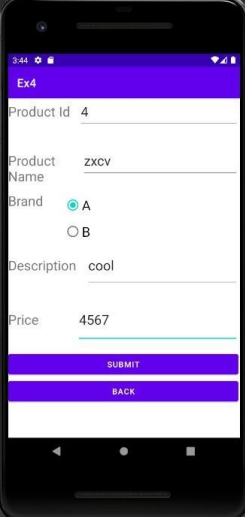 3:44
Ex4
Product Id 4
Product Name zxcv
Brand A
B
Description cool
Price 4567
SUBMIT
BACK